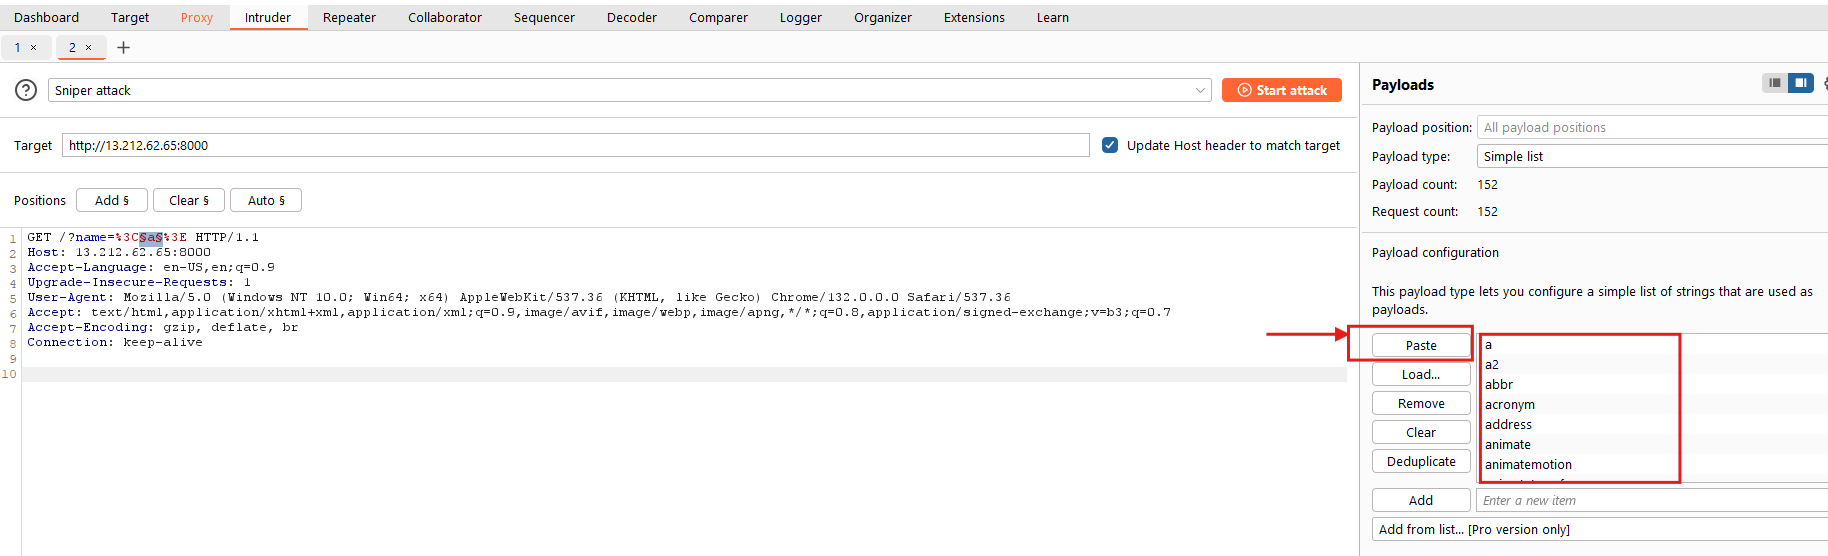 Dashboard Target Proxy Intruder Repeater Collaborator Sequencer Decoder Comparer Logger Organizer Extensions Learn
1 × 2 × +
? Sniper attack Start attack
Target http://13.212.62.65:8000 Update Host header to match target
Positions Add § Clear § Auto §
1 GET /?name=%3C§a§%3E HTTP/1.1
2 Host: 13.212.62.65:8000
3 Accept-Language: en-US,en;q=0.9
4 Upgrade-Insecure-Requests: 1
5 User-Agent: Mozilla/5.0 (Windows NT 10.0; Win64; x64) AppleWebKit/537.36 (KHTML, like Gecko) Chrome/132.0.0.0 Safari/537.36
6 Accept: text/html,application/xhtml+xml,application/xml;q=0.9,image/avif,image/webp,image/apng,*/*;q=0.8,application/signed-exchange;v=b3;q=0.7
7 Accept-Encoding: gzip, deflate, br
8 Connection: keep-alive
9
10
Payloads
Payload position: All payload positions
Payload type: Simple list
Payload count: 152
Request count: 152
Payload configuration
This payload type lets you configure a simple list of strings that are used as
payloads.
Paste
Load...
Remove
Clear
Deduplicate
a
a2
abbr
acronym
address
animate
animatemotion
Add Enter a new item
Add from list... [Pro version only]